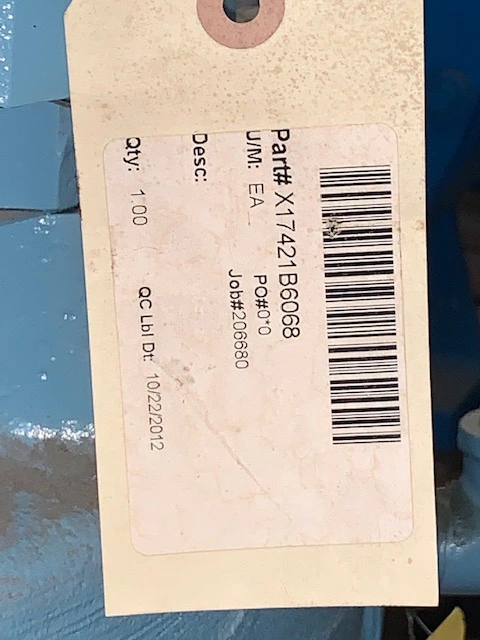 Part# X17421B6068
U/M: EA
PO#0*0
Job#206680
Desc:
Qty: 1.00
QC Lbl Dt: 10/22/2012